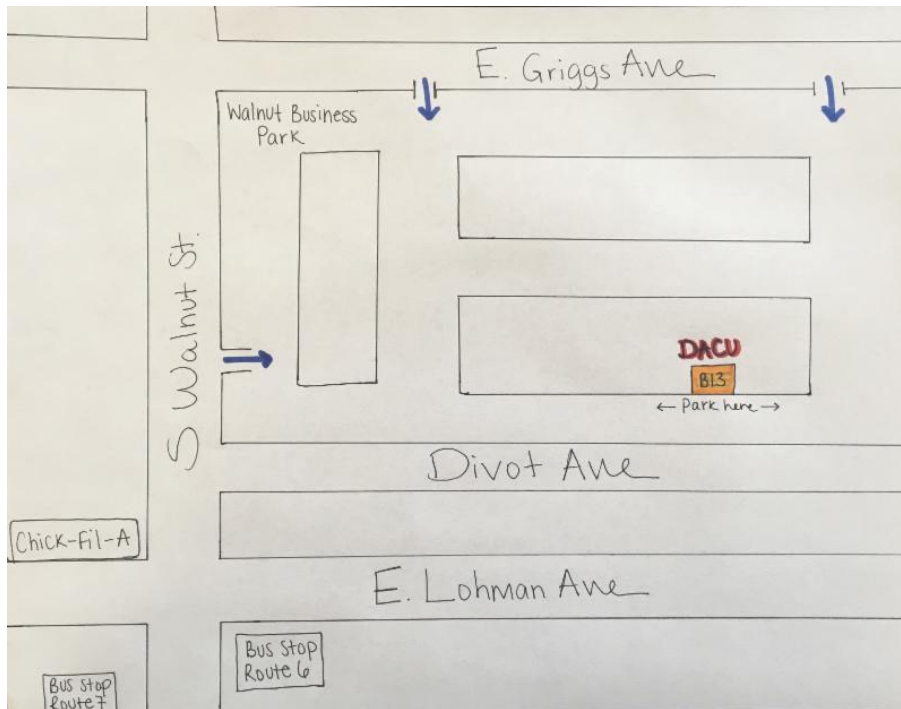 E. Griggs Ave
Walnut Business
Park
S Walnut St.
DACU
B13
← Park here →
Divot Ave
Chick-Fil-A
E. Lohman Ave
Bus Stop
Route 6
Bus Stop
Route 7